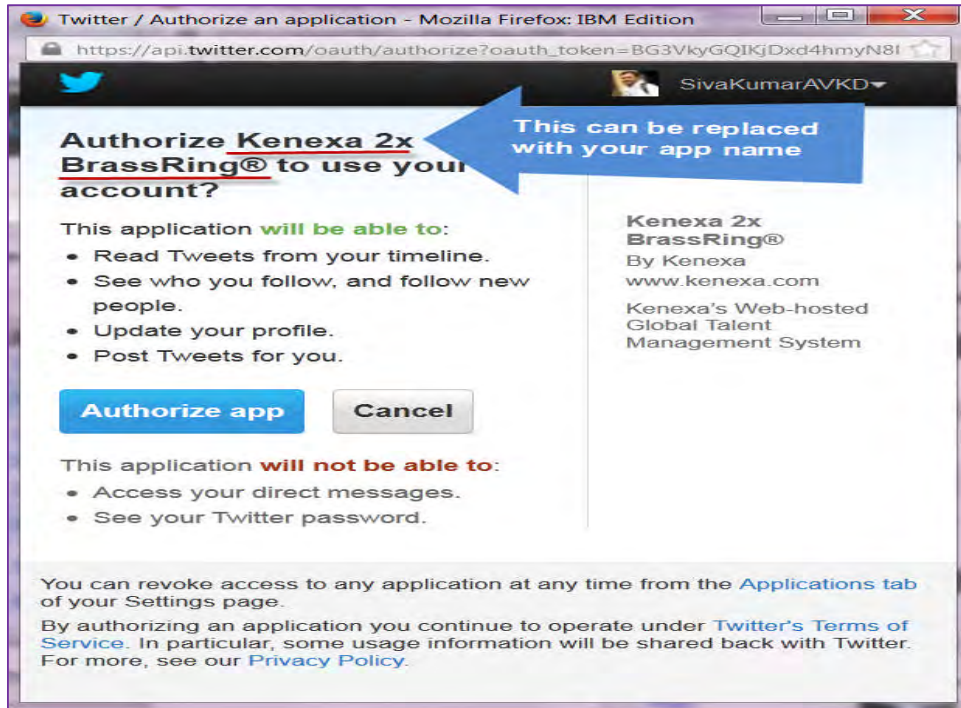 Twitter / Authorize an application - Mozilla Firefox: IBM Edition
https://api.twitter.com/oauth/authorize?oauth_token=BG3VkyGQIKjDxd4hmyN8l
SivaKumarAVKD
Authorize Kenexa 2x
BrassRing® to use your
account?
This can be replaced
with your app name
This application will be able to:
• Read Tweets from your timeline.
• See who you follow, and follow new
people.
• Update your profile.
• Post Tweets for you.
Authorize app
Cancel
This application will not be able to:
• Access your direct messages.
• See your Twitter password.
Kenexa 2x
BrassRing®
By Kenexa
www.kenexa.com
Kenexa's Web-hosted
Global Talent
Management System
You can revoke access to any application at any time from the Applications tab
of your Settings page.
By authorizing an application you continue to operate under Twitter's Terms of
Service. In particular, some usage information will be shared back with Twitter.
For more, see our Privacy Policy.